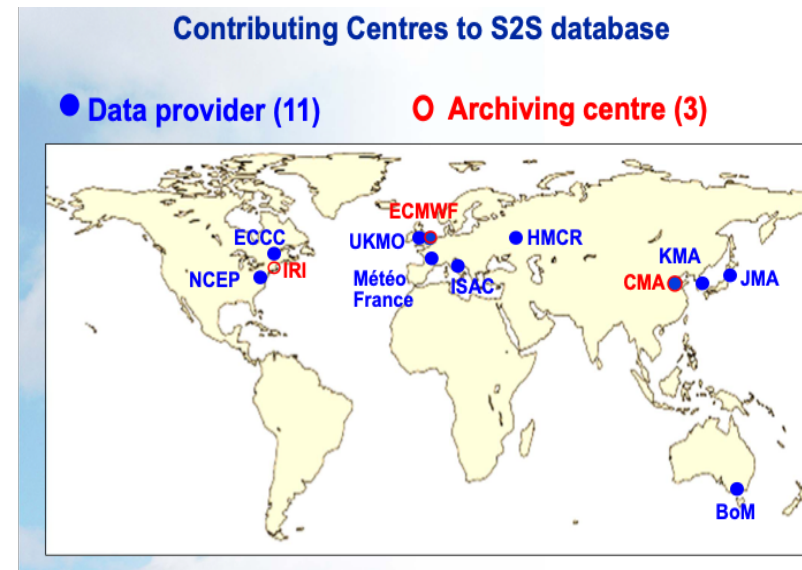 Contributing Centres to S2S database
Data provider (11)
Archiving centre (3)
ECMWF
ECCC
UKMO
HMCR
KMA
IRI
NCEP
Météo
France
ISAC
CMA
JMA
BoM